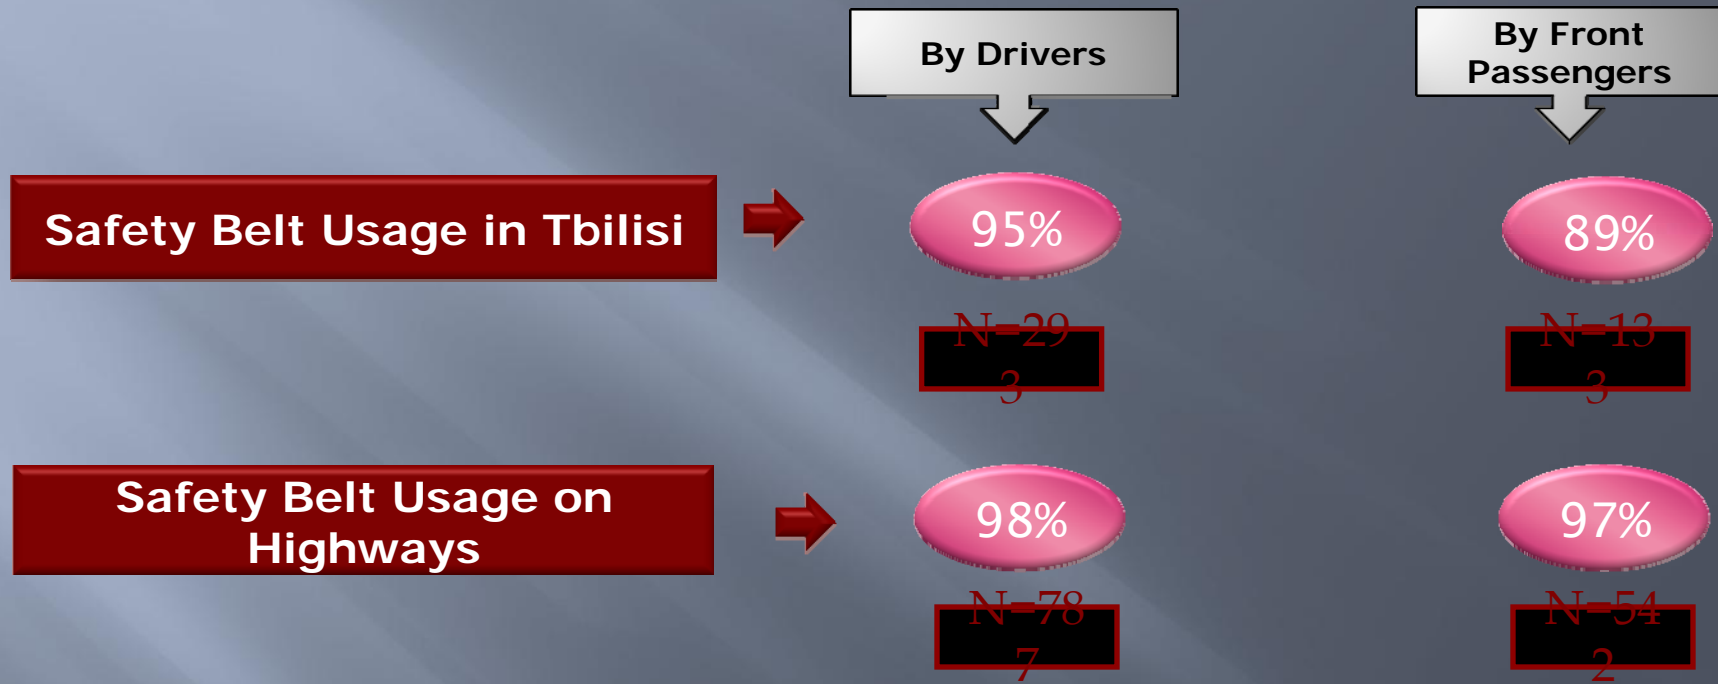 By Drivers
By Front
Passengers
Safety Belt Usage in Tbilisi
95%
89%
N=29
3
N=13
3
Safety Belt Usage on
Highways
98%
97%
N=78
7
N=54
2